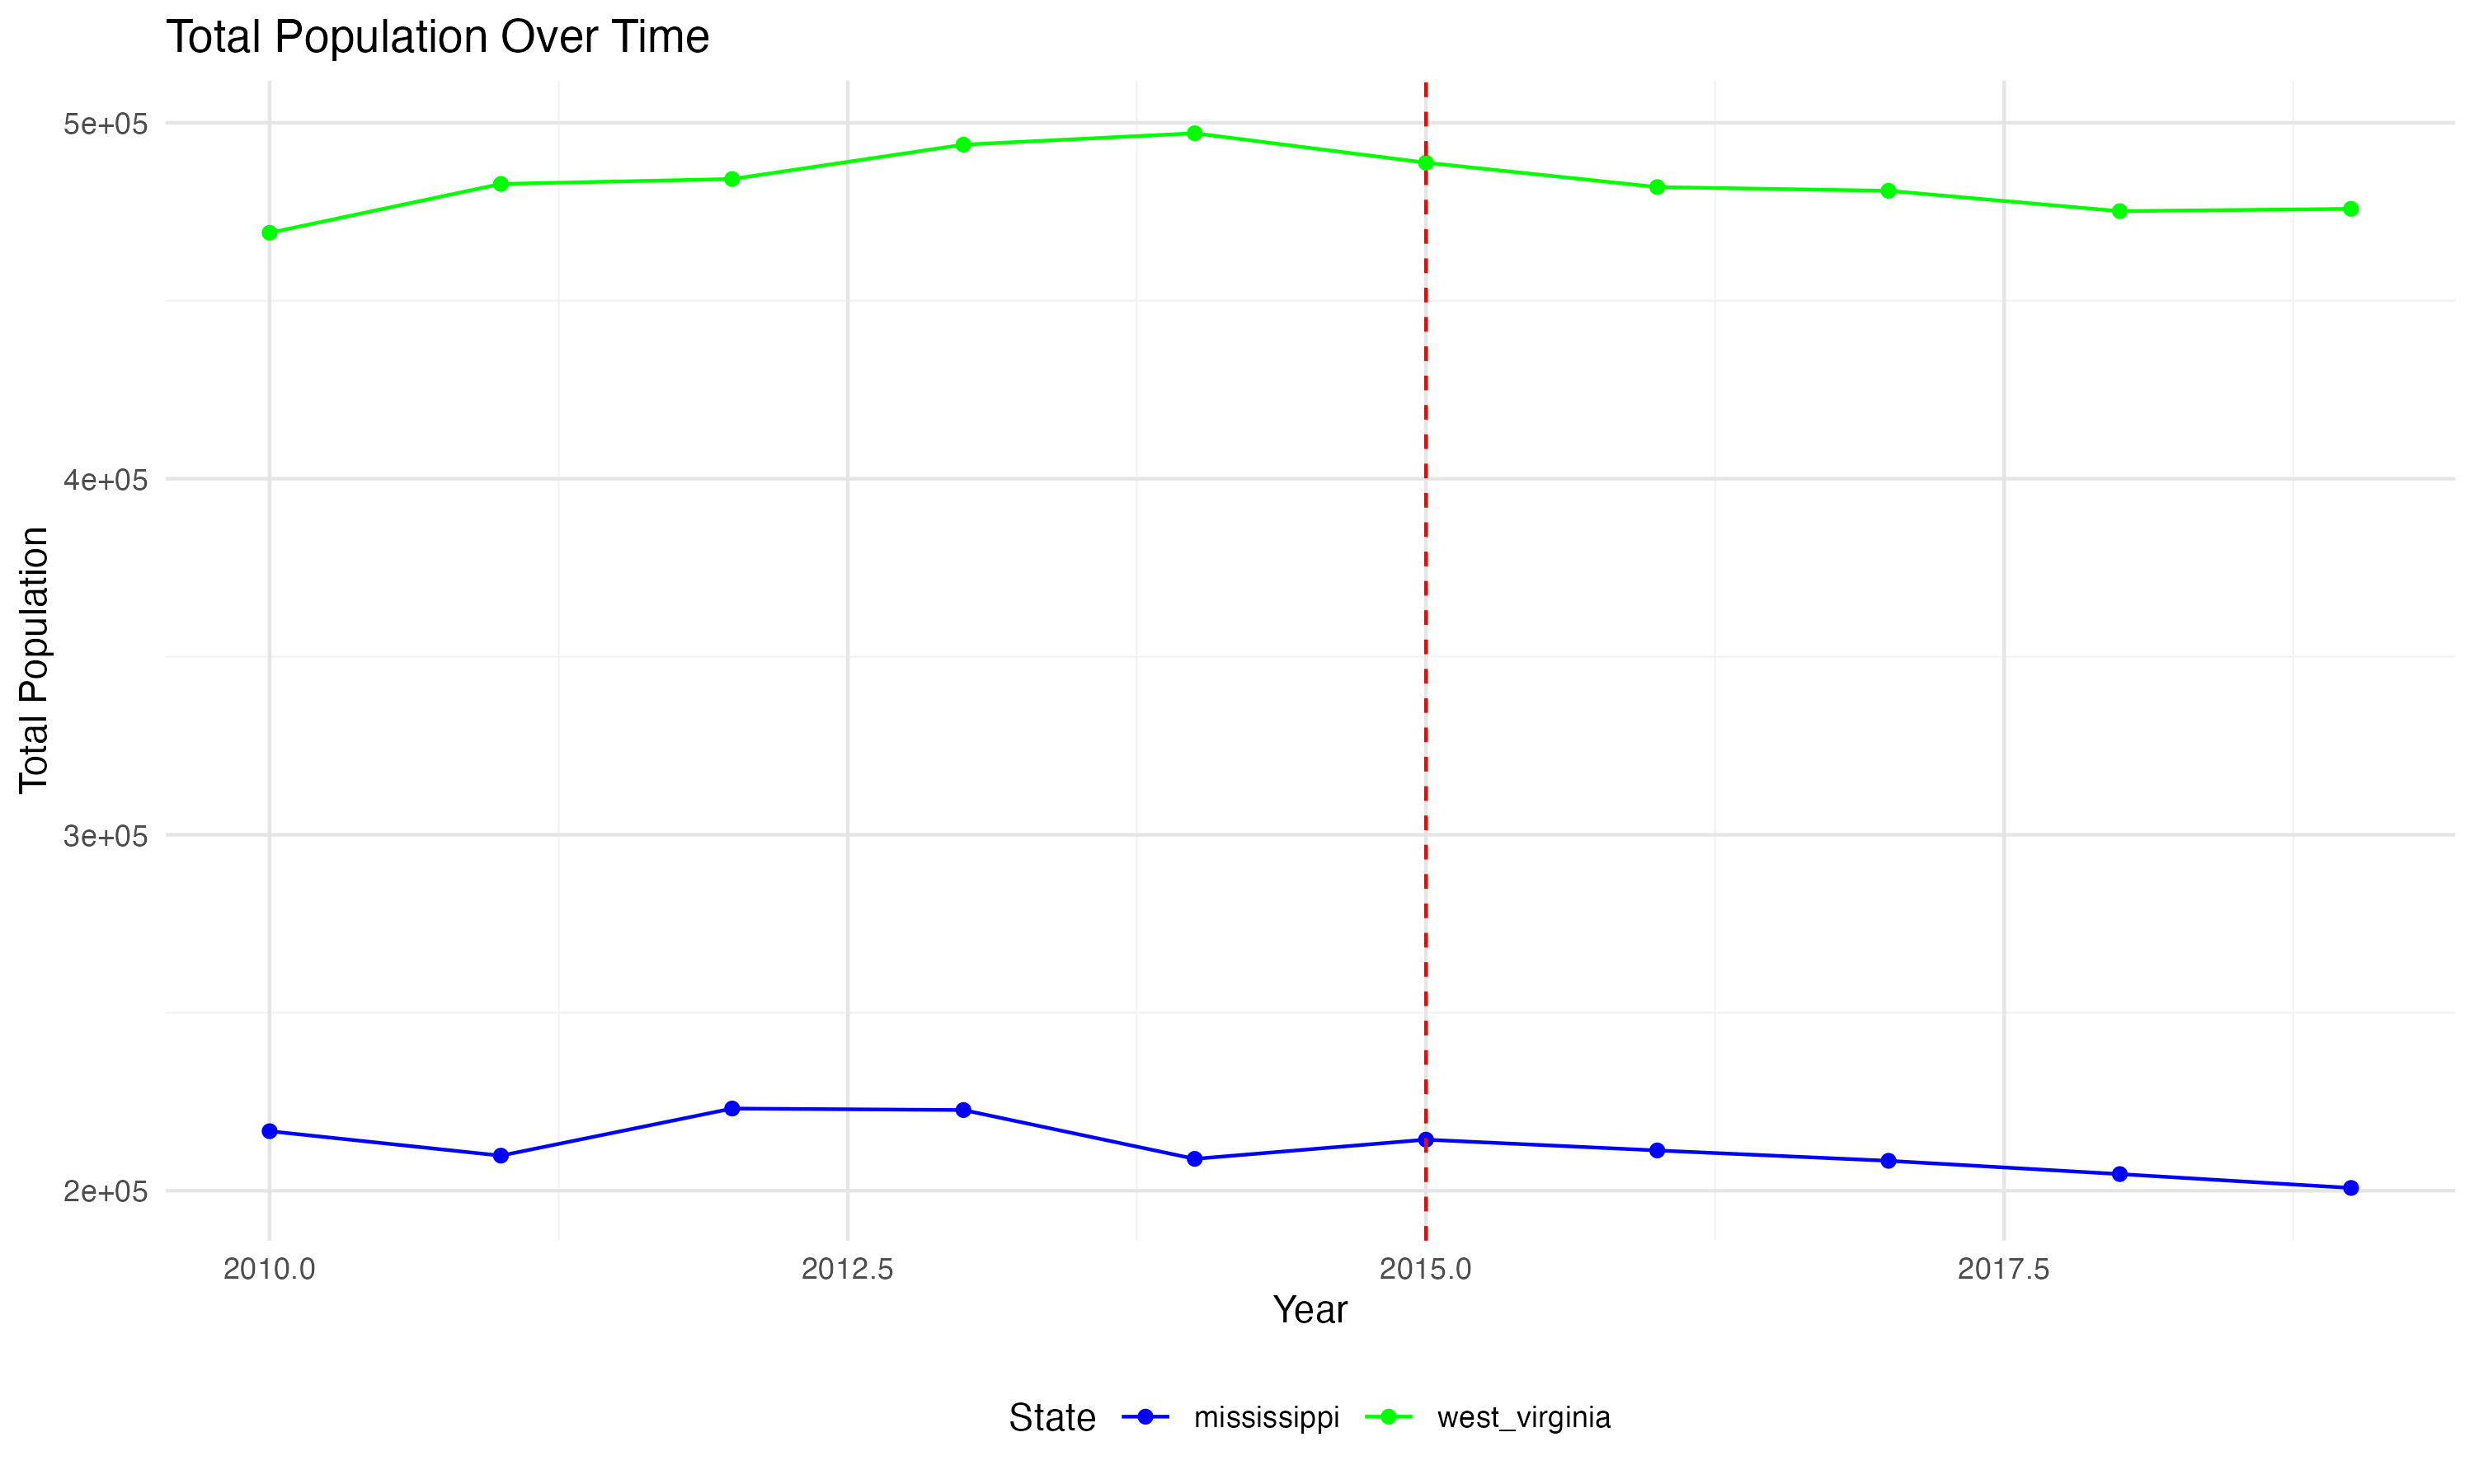 Total Population Over Time
Total Population
5e+05
4e+05
3e+05
2e+05
2010.0 2012.5 2015.0 2017.5
Year
State mississippi west_virginia